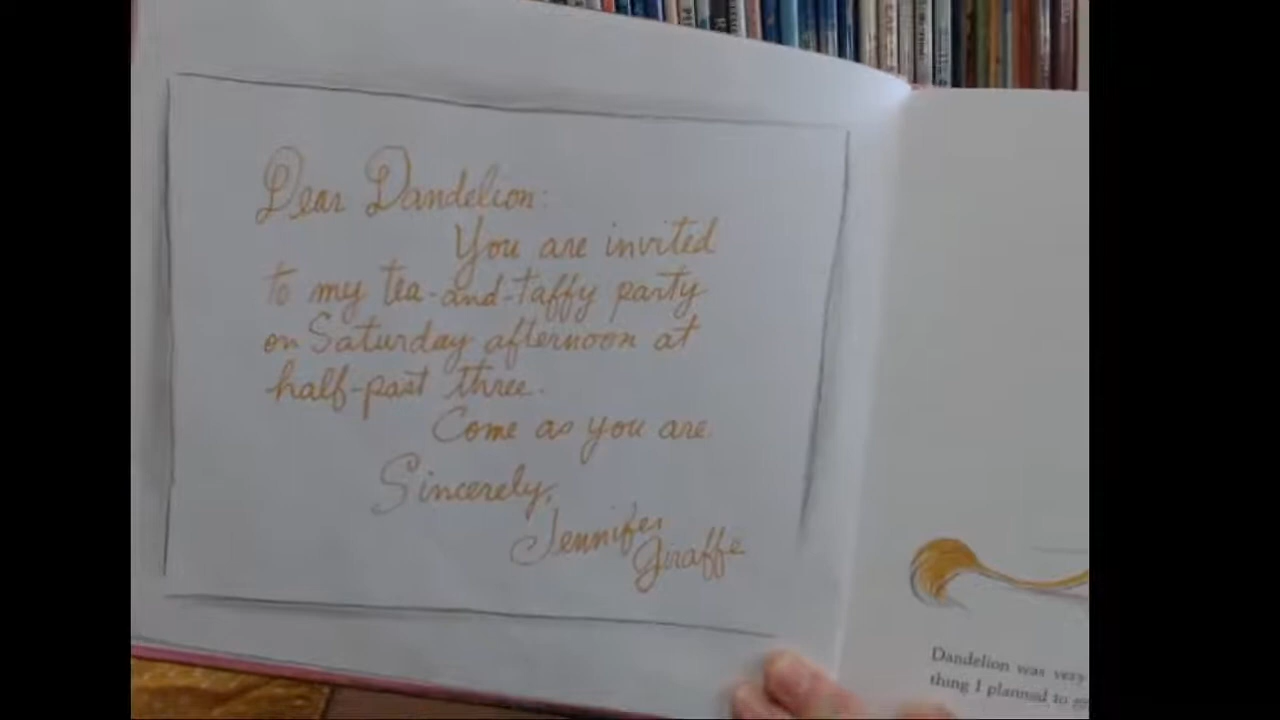 Dear Dandelion:
You are invited
to my tea-and-taffy party
on Saturday afternoon at
half-past three.
Come as you are.
Sincerely,
Jennifer
Giraffe
Dandelion was very
thing I planned to